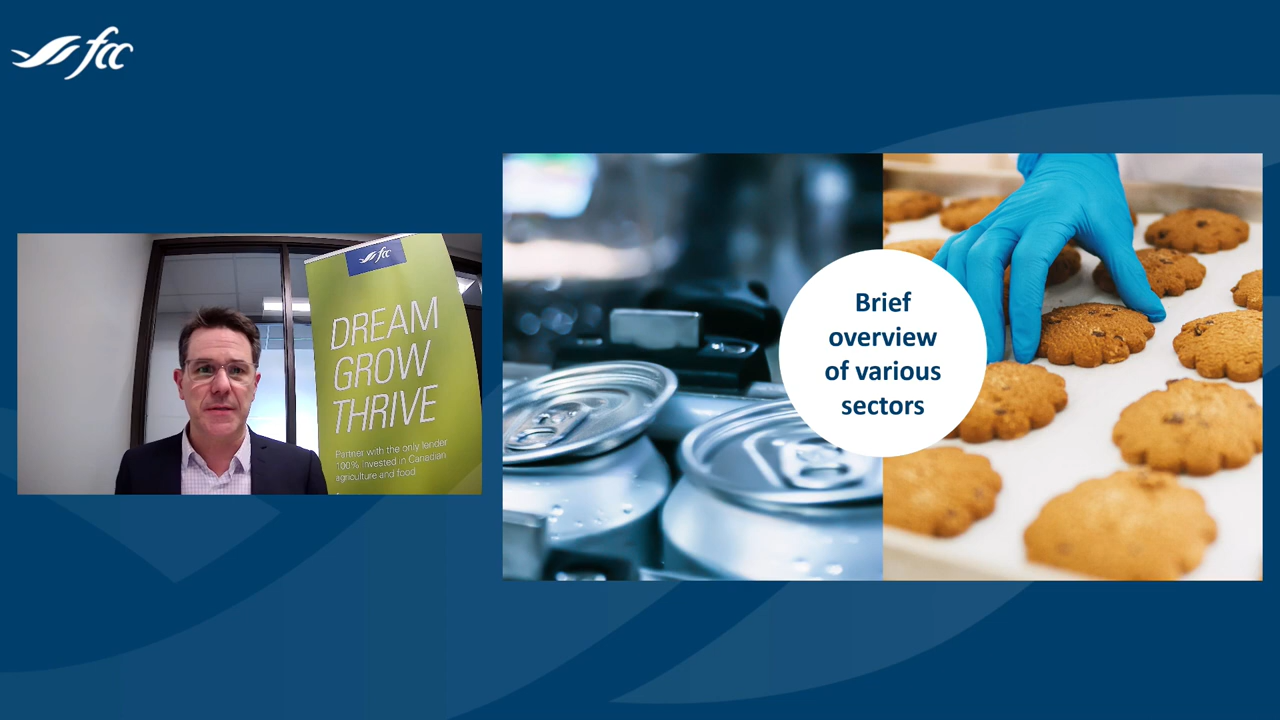 fcc
fcc
DREAM
GROW
THRIVE
Partner with the only lender
100% invested in Canadian
agriculture and food
Brief
overview
of various
sectors